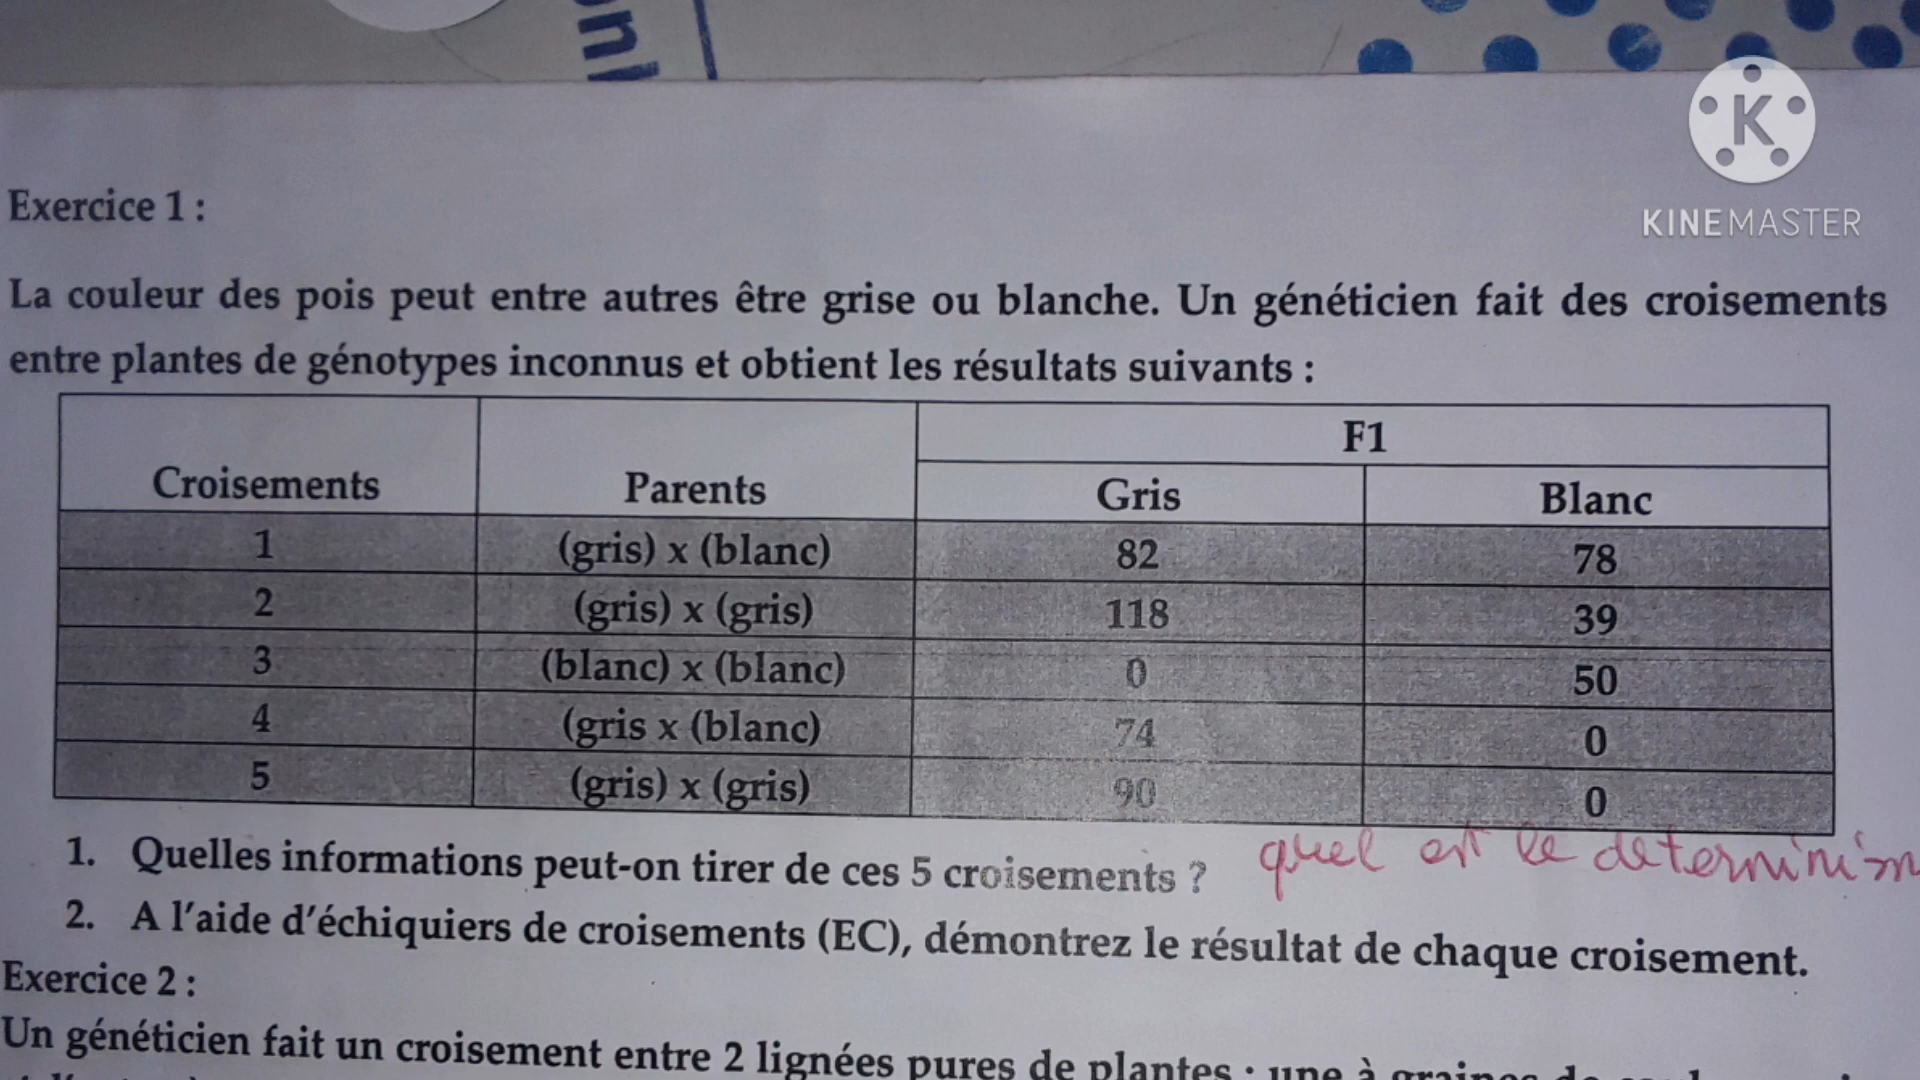 ni
K
KINEMASTER
Exercice 1 :
La couleur des pois peut entre autres être grise ou blanche. Un généticien fait des croisements
entre plantes de génotypes inconnus et obtient les résultats suivants :
F1
Croisements Parents Gris Blanc
1 (gris) x (blanc) 82 78
2 (gris) x (gris) 118 39
3 (blanc) x (blanc) 0 50
4 (gris x (blanc) 74 0
5 (gris) x (gris) 90 0
1. Quelles informations peut-on tirer de ces 5 croisements ? quel est le determinism
2. A l'aide d'échiquiers de croisements (EC), démontrez le résultat de chaque croisement.
Exercice 2 :
Un généticien fait un croisement entre 2 lignées pures de plantes : une à graines de